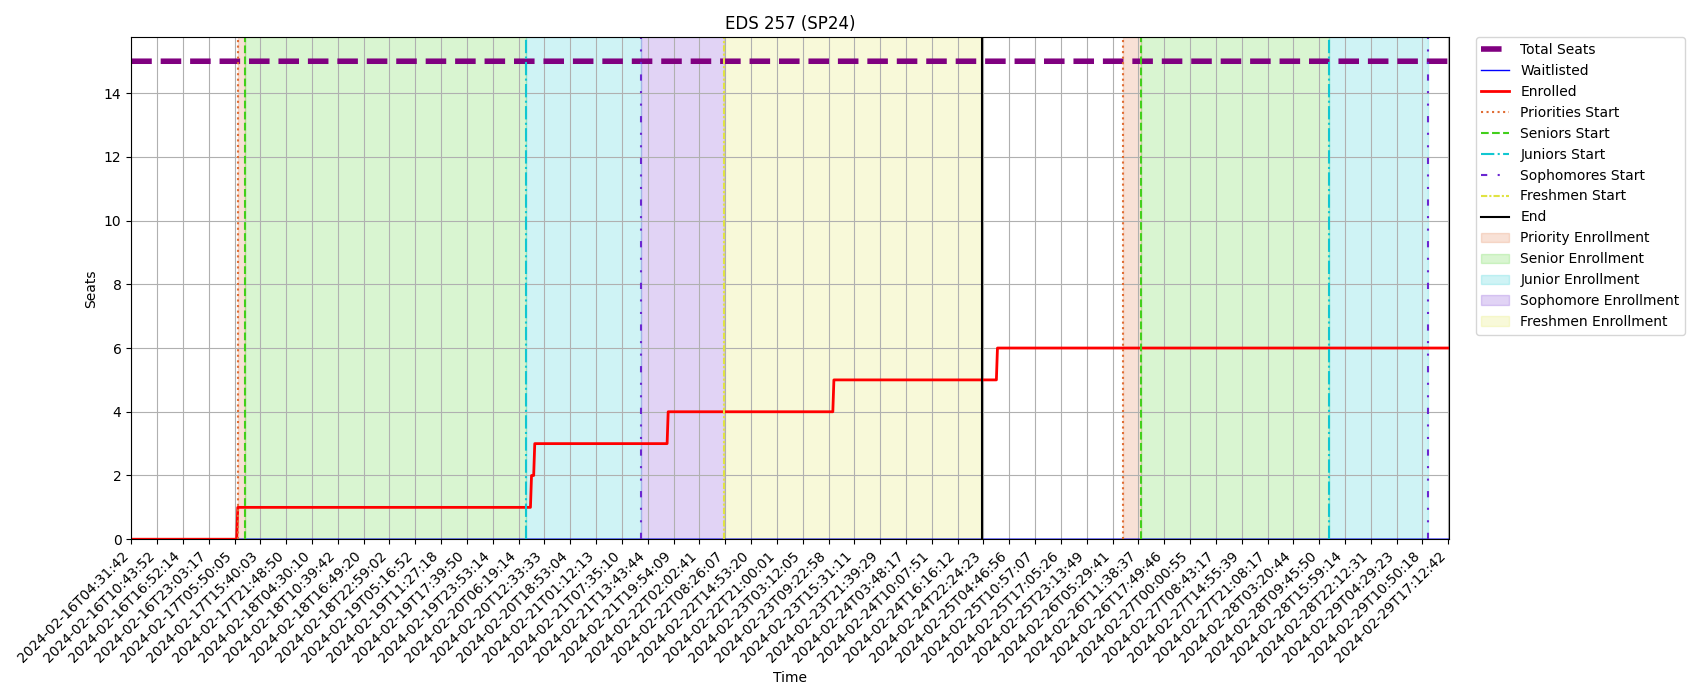 EDS 257 (SP24)
Seats
14
12
10
8
6
4
2
0
2024-02-16T04:31:42
2024-02-16T10:43:52
2024-02-16T16:52:14
2024-02-16T23:03:17
2024-02-17T05:50:05
2024-02-17T15:40:03
2024-02-17T21:48:50
2024-02-18T04:30:10
2024-02-18T10:39:42
2024-02-18T16:49:20
2024-02-18T22:59:02
2024-02-19T05:16:52
2024-02-19T11:27:18
2024-02-19T17:39:50
2024-02-19T23:53:14
2024-02-20T06:19:14
2024-02-20T12:33:33
2024-02-20T18:53:04
2024-02-21T01:12:13
2024-02-21T07:35:10
2024-02-21T13:43:44
2024-02-21T19:54:09
2024-02-22T02:02:41
2024-02-22T08:26:07
2024-02-22T14:53:20
2024-02-22T21:00:01
2024-02-23T03:12:05
2024-02-23T09:22:58
2024-02-23T15:31:11
2024-02-23T21:39:29
2024-02-24T03:48:17
2024-02-24T10:07:51
2024-02-24T16:16:12
2024-02-24T22:24:23
2024-02-25T04:46:56
2024-02-25T10:57:07
2024-02-25T17:05:26
2024-02-25T23:13:49
2024-02-26T05:29:41
2024-02-26T11:38:37
2024-02-26T17:49:46
2024-02-27T00:00:55
2024-02-27T08:43:17
2024-02-27T14:55:39
2024-02-27T21:08:17
2024-02-28T03:20:44
2024-02-28T09:45:50
2024-02-28T15:59:14
2024-02-28T22:12:31
2024-02-29T04:29:23
2024-02-29T10:50:18
2024-02-29T17:12:42
Time
Total Seats
Waitlisted
Enrolled
Priorities Start
Seniors Start
Juniors Start
Sophomores Start
Freshmen Start
End
Priority Enrollment
Senior Enrollment
Junior Enrollment
Sophomore Enrollment
Freshmen Enrollment